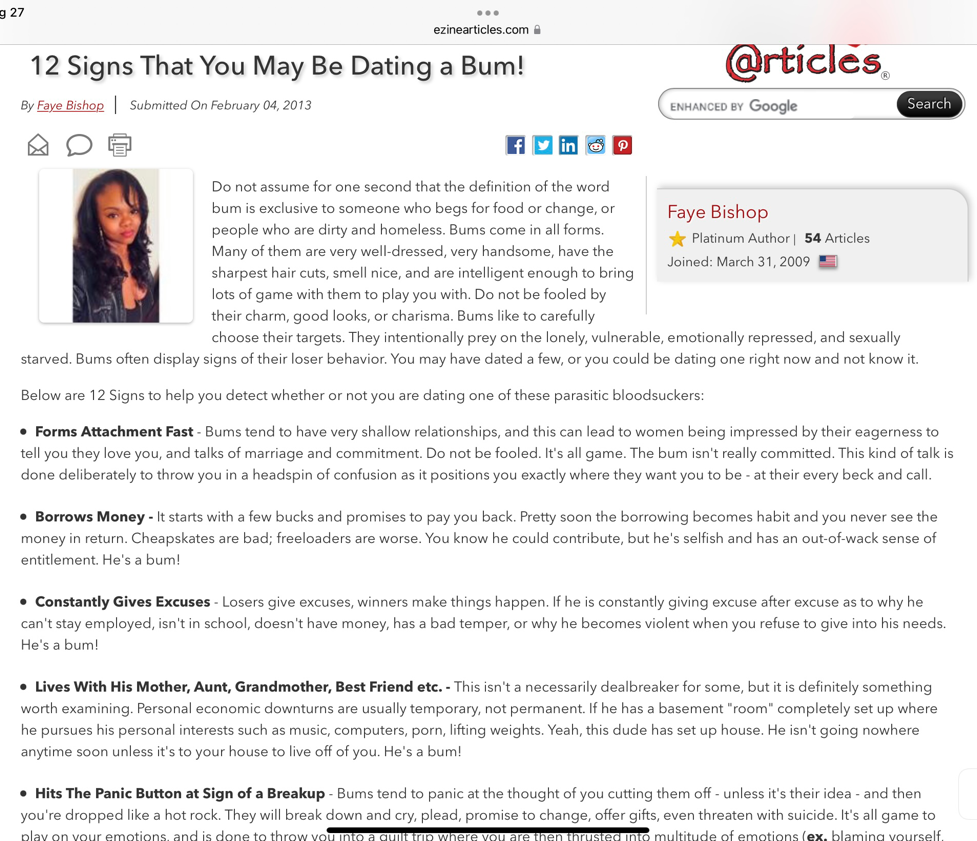 g 27
ezinearticles.com
12 Signs That You May Be Dating a Bum!
@rticles®
By Faye Bishop | Submitted On February 04, 2013
ENHANCED BY Google
Search
Do not assume for one second that the definition of the word
bum is exclusive to someone who begs for food or change, or
people who are dirty and homeless. Bums come in all forms.
Many of them are very well-dressed, very handsome, have the
sharpest hair cuts, smell nice, and are intelligent enough to bring
lots of game with them to play you with. Do not be fooled by
their charm, good looks, or charisma. Bums like to carefully
choose their targets. They intentionally prey on the lonely, vulnerable, emotionally repressed, and sexually
starved. Bums often display signs of their loser behavior. You may have dated a few, or you could be dating one right now and not know it.
Faye Bishop
Platinum Author | 54 Articles
Joined: March 31, 2009
Below are 12 Signs to help you detect whether or not you are dating one of these parasitic bloodsuckers:
• Forms Attachment Fast - Bums tend to have very shallow relationships, and this can lead to women being impressed by their eagerness to
tell you they love you, and talks of marriage and commitment. Do not be fooled. It's all game. The bum isn't really committed. This kind of talk is
done deliberately to throw you in a headspin of confusion as it positions you exactly where they want you to be - at their every beck and call.
• Borrows Money - It starts with a few bucks and promises to pay you back. Pretty soon the borrowing becomes habit and you never see the
money in return. Cheapskates are bad; freeloaders are worse. You know he could contribute, but he's selfish and has an out-of-wack sense of
entitlement. He's a bum!
• Constantly Gives Excuses - Losers give excuses, winners make things happen. If he is constantly giving excuse after excuse as to why he
can't stay employed, isn't in school, doesn't have money, has a bad temper, or why he becomes violent when you refuse to give into his needs.
He's a bum!
• Lives With His Mother, Aunt, Grandmother, Best Friend etc. - This isn't a necessarily dealbreaker for some, but it is definitely something
worth examining. Personal economic downturns are usually temporary, not permanent. If he has a basement "room" completely set up where
he pursues his personal interests such as music, computers, porn, lifting weights. Yeah, this dude has set up house. He isn't going nowhere
anytime soon unless it's to your house to live off of you. He's a bum!
• Hits The Panic Button at Sign of a Breakup - Bums tend to panic at the thought of you cutting them off - unless it's their idea - and then
you're dropped like a hot rock. They will break down and cry, plead, promise to change, offer gifts, even threaten with suicide. It's all game to
play on your emotions, and is done to throw you into a guilt trip where you are then thrusted into multitude of emotions (ex. blaming yourself,